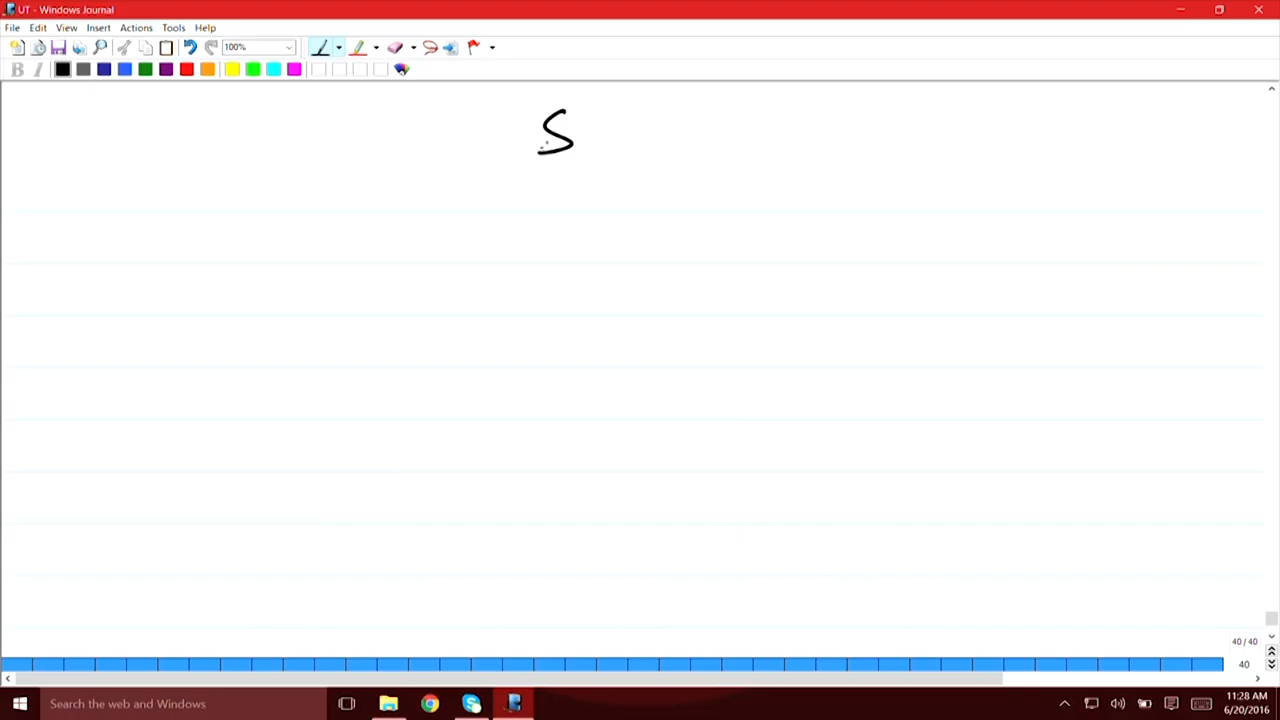 UT - Windows Journal
File Edit View Insert Actions Tools Help
100%
B I
S
40 / 40
40
Search the web and Windows
11:28 AM
6/20/2016